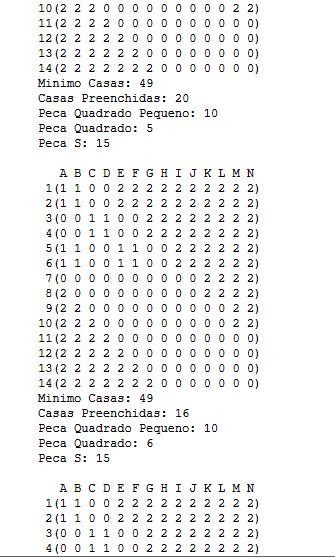 10(2 2 2 0 0 0 0 0 0 0 0 0 2 2)
11(2 2 2 2 0 0 0 0 0 0 0 0 0 0)
12(2 2 2 2 2 0 0 0 0 0 0 0 0 0)
13(2 2 2 2 2 2 0 0 0 0 0 0 0 0)
14(2 2 2 2 2 2 2 0 0 0 0 0 0 0)
Minimo Casas: 49
Casas Preenchidas: 20
Peca Quadrado Pequeno: 10
Peca Quadrado: 5
Peca S: 15
A B C D E F G H I J K L M N
1(1 1 0 0 2 2 2 2 2 2 2 2 2 2)
2(1 1 0 0 2 2 2 2 2 2 2 2 2 2)
3(0 0 1 1 0 0 2 2 2 2 2 2 2 2)
4(0 0 1 1 0 0 2 2 2 2 2 2 2 2)
5(1 1 0 0 1 1 0 0 2 2 2 2 2 2)
6(1 1 0 0 1 1 0 0 2 2 2 2 2 2)
7(0 0 0 0 0 0 0 0 0 0 2 2 2 2)
8(2 0 0 0 0 0 0 0 0 0 2 2 2 2)
9(2 2 0 0 0 0 0 0 0 0 0 0 2 2)
10(2 2 2 0 0 0 0 0 0 0 0 0 2 2)
11(2 2 2 2 0 0 0 0 0 0 0 0 0 0)
12(2 2 2 2 2 0 0 0 0 0 0 0 0 0)
13(2 2 2 2 2 2 0 0 0 0 0 0 0 0)
14(2 2 2 2 2 2 2 0 0 0 0 0 0 0)
Minimo Casas: 49
Casas Preenchidas: 16
Peca Quadrado Pequeno: 10
Peca Quadrado: 6
Peca S: 15
A B C D E F G H I J K L M N
1(1 1 0 0 2 2 2 2 2 2 2 2 2 2)
2(1 1 0 0 2 2 2 2 2 2 2 2 2 2)
3(0 0 1 1 0 0 2 2 2 2 2 2 2 2)
4(0 0 1 1 0 0 2 2 2 2 2 2 2 2)